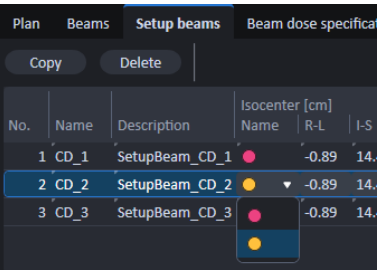 Plan Beams Setup beams Beam dose specificat
Copy Delete
Isocenter [cm]
No. Name Description Name R-L I-S
1 CD_1 SetupBeam_CD_1 -0.89 14.
2 CD_2 SetupBeam_CD_2 -0.89 14.
3 CD_3 SetupBeam_CD_3 -0.89 14.